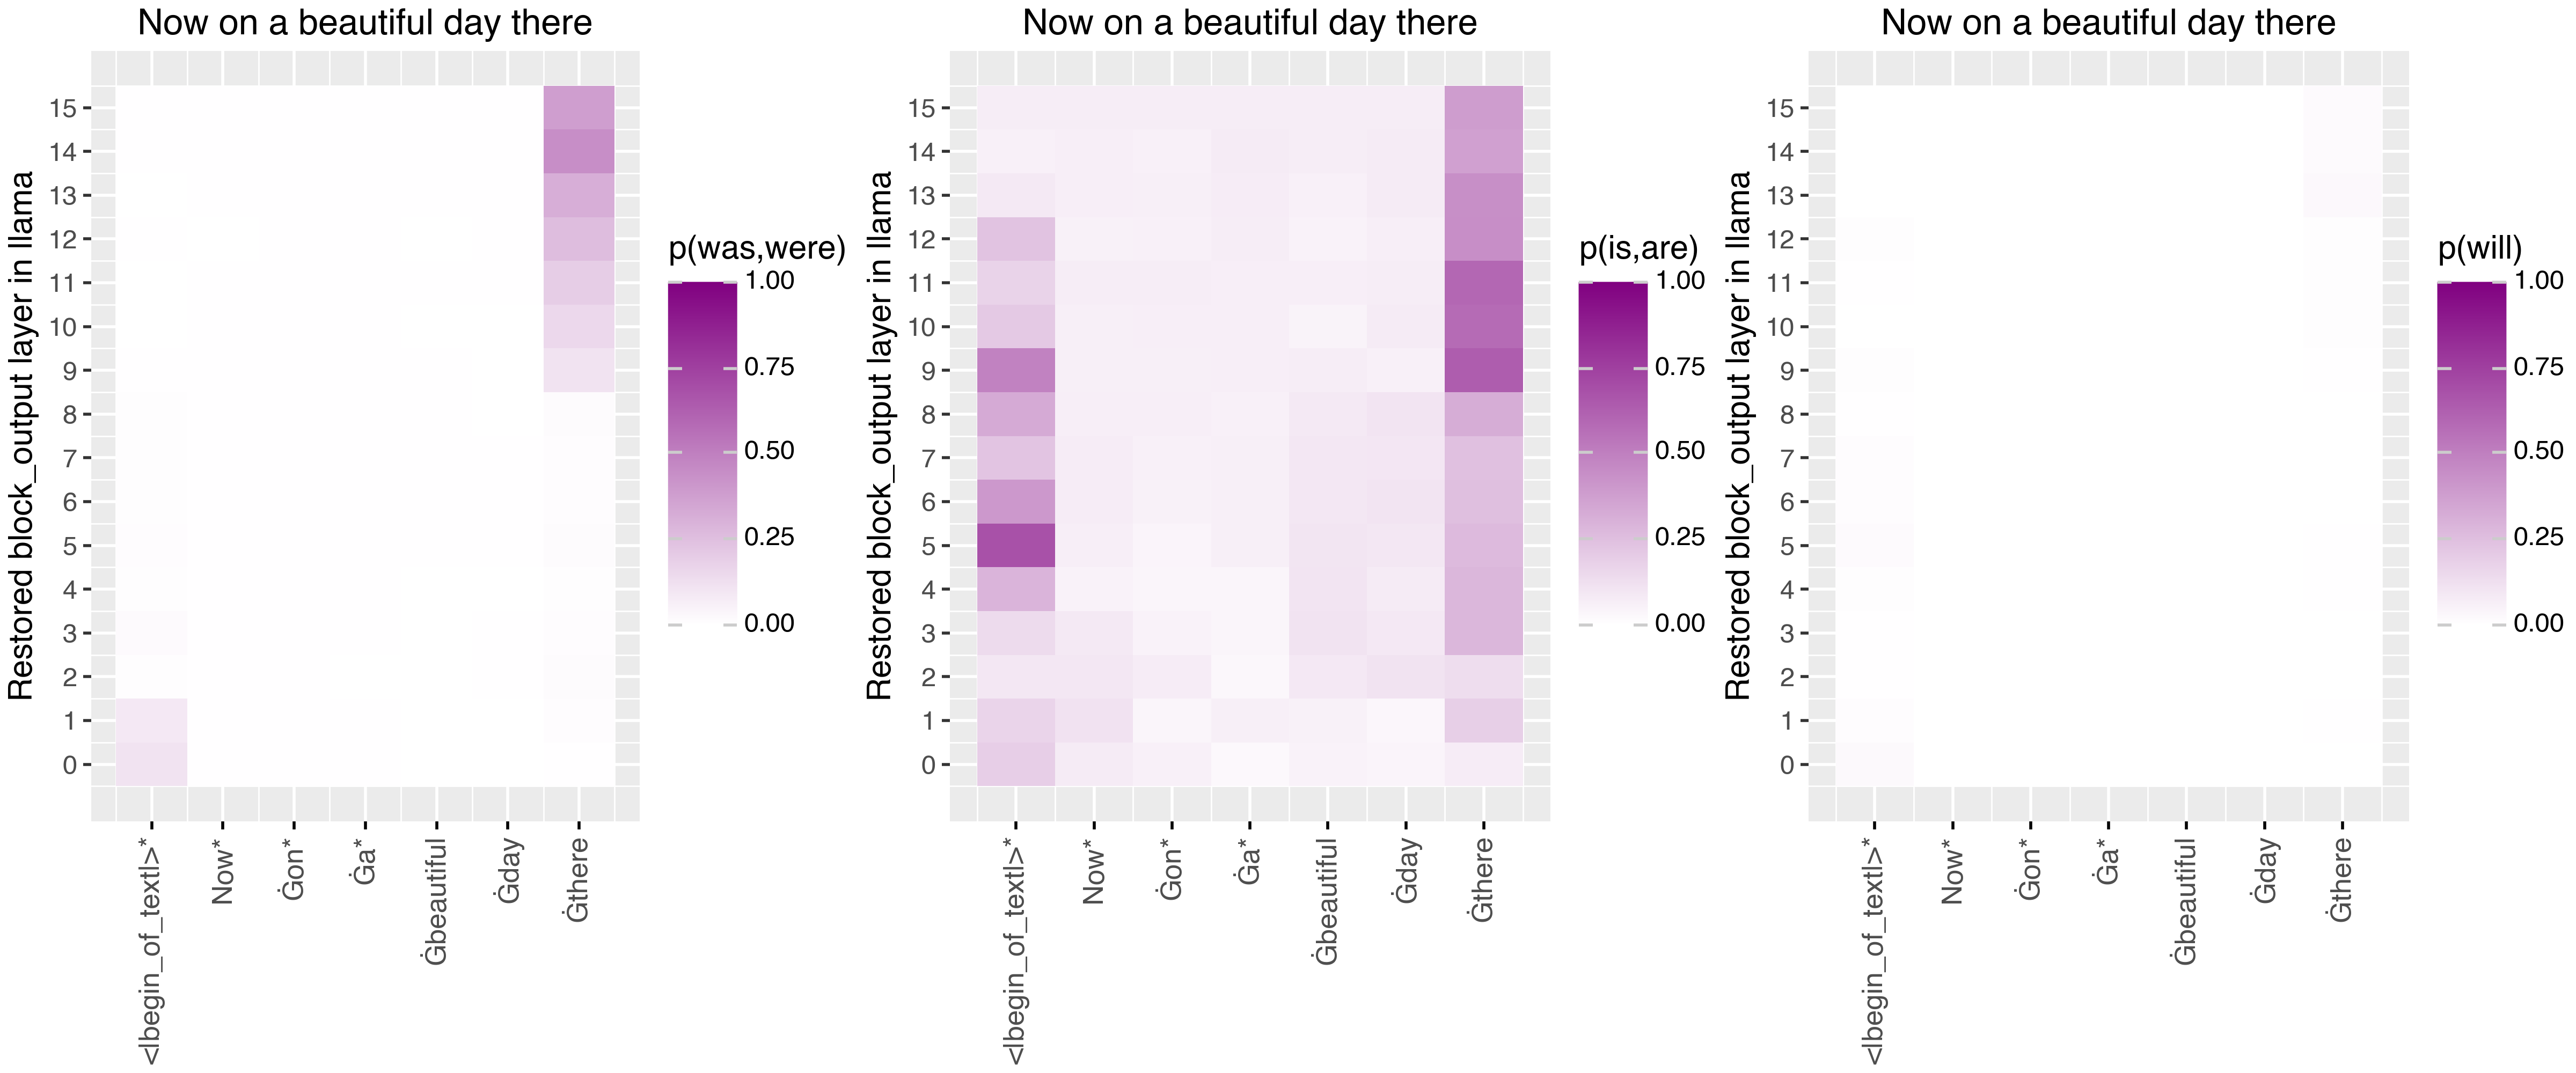 Now on a beautiful day there
Restored block_output layer in llama
15
14
13
12
11
10
9
8
7
6
5
4
3
2
1
0
<|begin_of_text|>*
Now*
Ġon*
Ġa*
Ġbeautiful
Ġday
Ġthere
p(was,were)
1.00
0.75
0.50
0.25
0.00
Now on a beautiful day there
Restored block_output layer in llama
15
14
13
12
11
10
9
8
7
6
5
4
3
2
1
0
<|begin_of_text|>*
Now*
Ġon*
Ġa*
Ġbeautiful
Ġday
Ġthere
p(is,are)
1.00
0.75
0.50
0.25
0.00
Now on a beautiful day there
Restored block_output layer in llama
15
14
13
12
11
10
9
8
7
6
5
4
3
2
1
0
<|begin_of_text|>*
Now*
Ġon*
Ġa*
Ġbeautiful
Ġday
Ġthere
p(will)
1.00
0.75
0.50
0.25
0.00